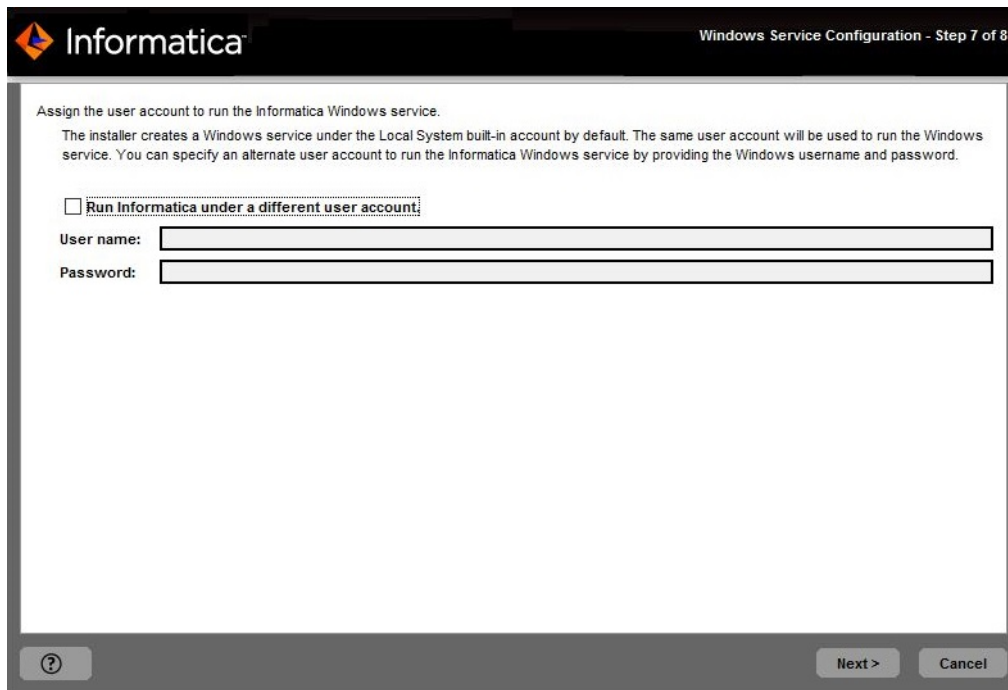 Informatica
Windows Service Configuration - Step 7 of 8
Assign the user account to run the Informatica Windows service.
The installer creates a Windows service under the Local System built-in account by default. The same user account will be used to run the Windows
service. You can specify an alternate user account to run the Informatica Windows service by providing the Windows username and password.
Run Informatica under a different user account.
User name:
Password:
?
Next >
Cancel